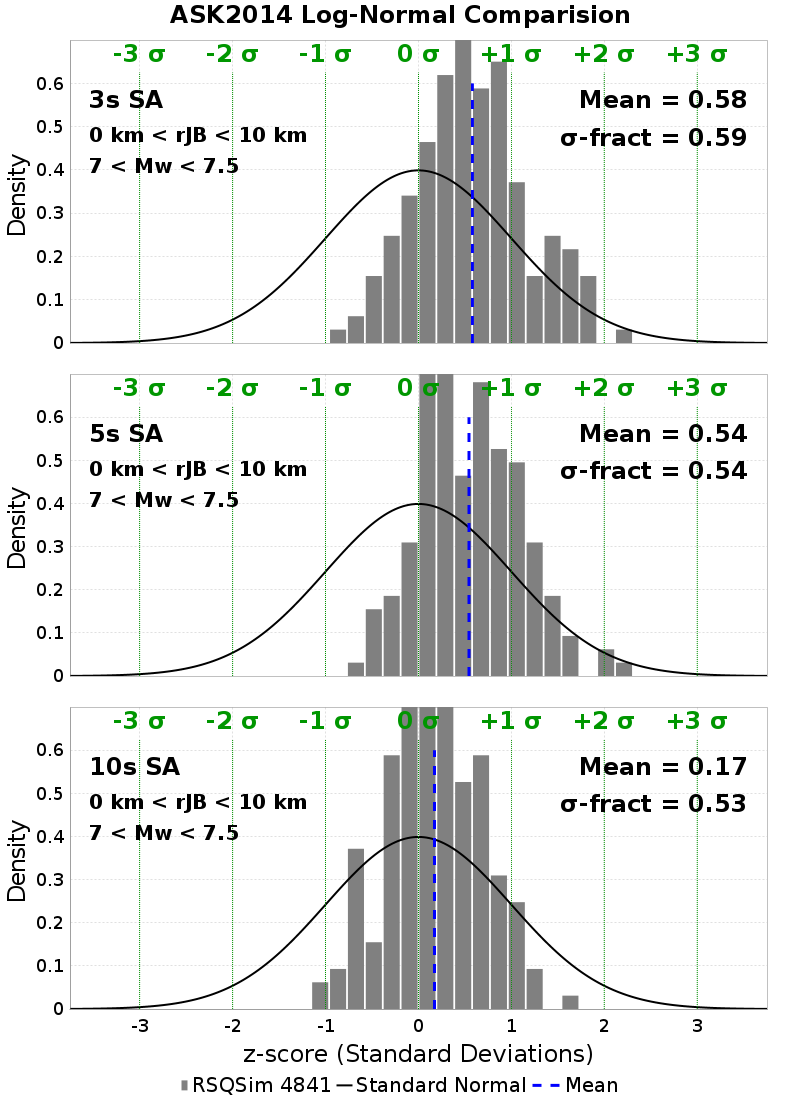 ASK2014 Log-Normal Comparision
-3 σ -2 σ -1 σ 0 σ +1 σ +2 σ +3 σ
3s SA
Mean = 0.58
0 km < rJB < 10 km
σ-fract = 0.59
7 < Mw < 7.5
Density
0.6
0.5
0.4
0.3
0.2
0.1
0
-3 σ -2 σ -1 σ 0 σ +1 σ +2 σ +3 σ
5s SA
Mean = 0.54
0 km < rJB < 10 km
σ-fract = 0.54
7 < Mw < 7.5
Density
0.6
0.5
0.4
0.3
0.2
0.1
0
-3 σ -2 σ -1 σ 0 σ +1 σ +2 σ +3 σ
10s SA
Mean = 0.17
0 km < rJB < 10 km
σ-fract = 0.53
7 < Mw < 7.5
Density
0.6
0.5
0.4
0.3
0.2
0.1
0
-3 -2 -1 0 1 2 3
z-score (Standard Deviations)
RSQSim 4841 Standard Normal Mean